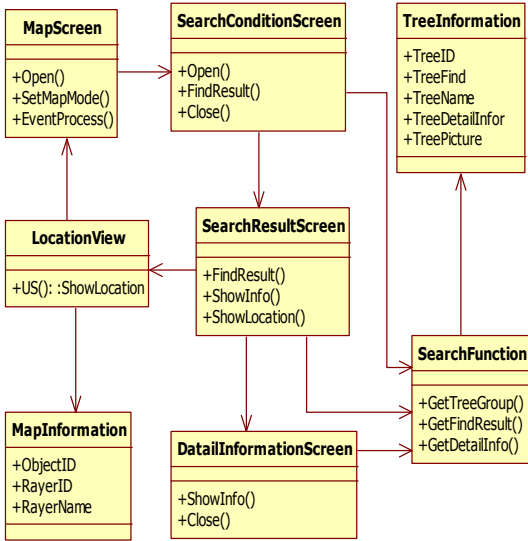 MapScreen
+Open()
+SetMapMode()
+EventProcess()
SearchConditionScreen
+Open()
+FindResult()
+Close()
TreeInformation
+TreeID
+TreeFind
+TreeName
+TreeDetailInfor
+TreePicture
LocationView
+US(): :ShowLocation
SearchResultScreen
+FindResult()
+ShowInfo()
+ShowLocation()
SearchFunction
+GetTreeGroup()
+GetFindResult()
+GetDetailInfo()
MapInformation
+ObjectID
+RayerID
+RayerName
DatailInformationScreen
+ShowInfo()
+Close()